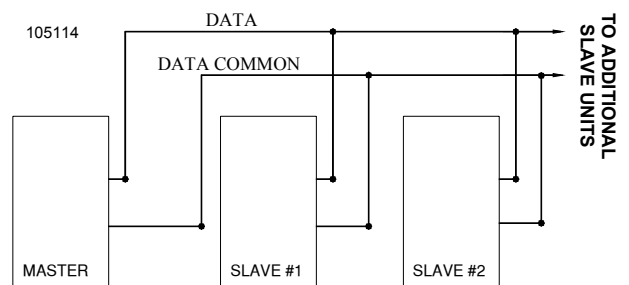 105114
DATA
DATA COMMON
TO ADDITIONAL
SLAVE UNITS
MASTER
SLAVE #1
SLAVE #2